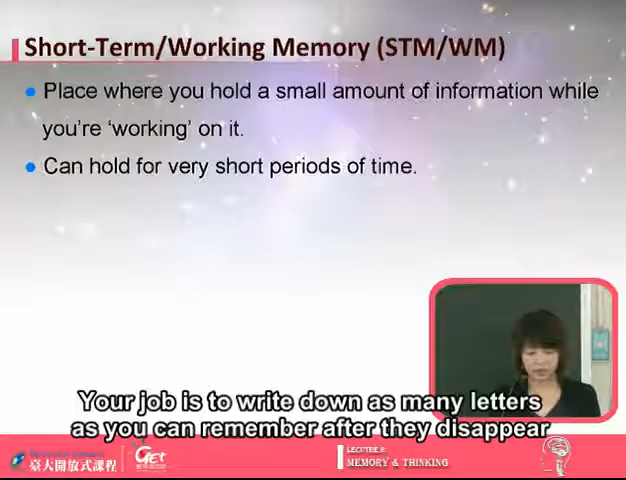 Short-Term/Working Memory (STM/WM)
Place where you hold a small amount of information while
you're 'working' on it.
Can hold for very short periods of time.
Your job is to write down as many letters
as you can remember after they disappear
臺大開放式課程
GET
MEMORY & THINKING